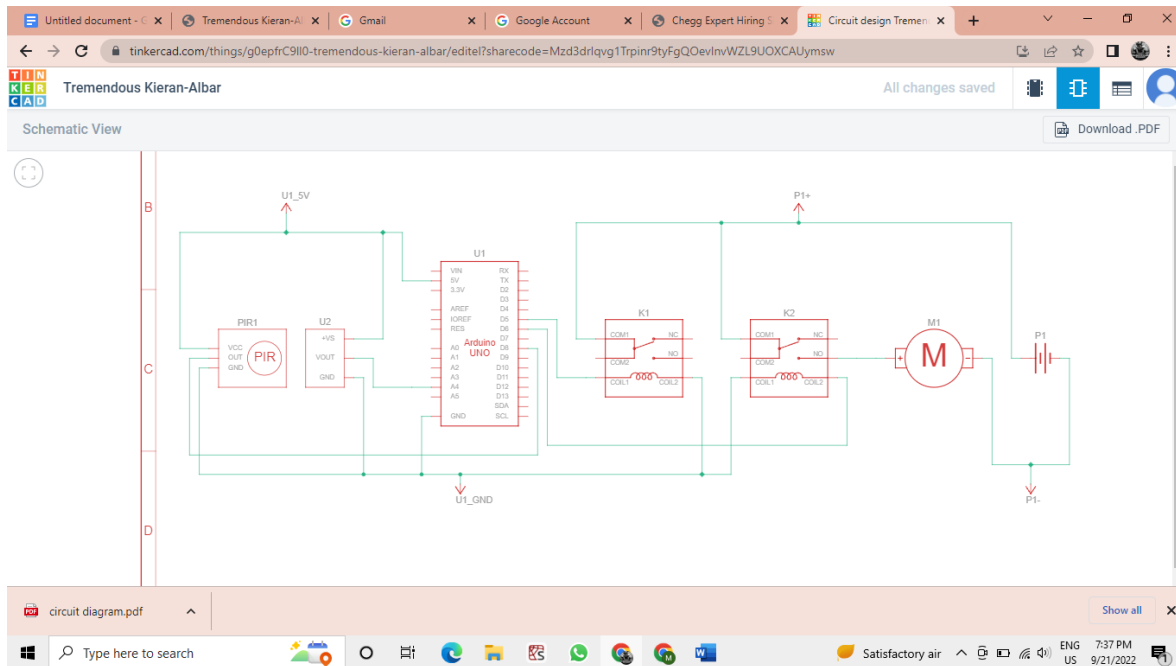 Untitled document - G
Tremendous Kieran-Al
Gmail
Google Account
Chegg Expert Hiring S
Circuit design Tremen
tinkercad.com/things/g0epfrC9Il0-tremendous-kieran-albar/editel?sharecode=Mzd3drIqvg1Trpinr9tyFgQOevInvWZL9UOXCAUymsw
TIN
KER
CAD
Tremendous Kieran-Albar
All changes saved
Schematic View
Download .PDF
B
C
D
U1_5V
P1+
U1
VIN
5V
3.3V
AREF
IOREF
RES
A0
A1
A2
A3
A4
A5
GND
Arduino
UNO
RX
TX
D2
D3
D4
D5
D6
D7
D8
D9
D10
D11
D12
D13
SDA
SCL
PIR1
VCC
OUT
GND
PIR
U2
+VS
VOUT
GND
K1
COM1
NC
NO
COM2
COIL1
COIL2
K2
COM1
NC
NO
COM2
COIL1
COIL2
M1
+
M
-
P1
U1_GND
P1-
circuit diagram.pdf
Show all
Type here to search
Satisfactory air
ENG
US
7:37 PM
9/21/2022